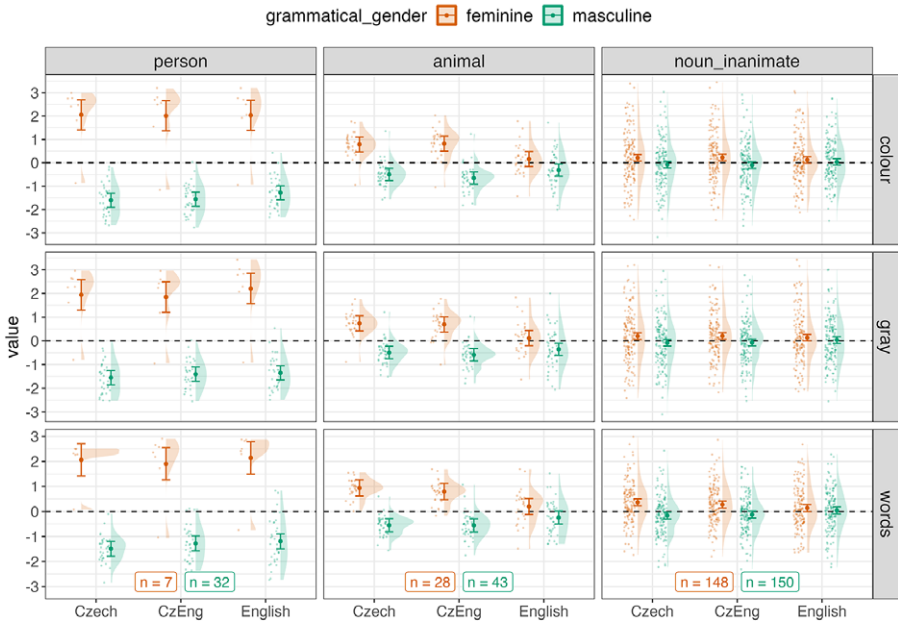 grammatical_gender feminine masculine
person animal noun_inanimate
3
2
1
0
-1
-2
-3
colour
3
2
1
0
-1
-2
-3
gray
value
3
2
1
0
-1
-2
-3
words
n = 7 n = 32 n = 28 n = 43 n = 148 n = 150
Czech CzEng English Czech CzEng English Czech CzEng English